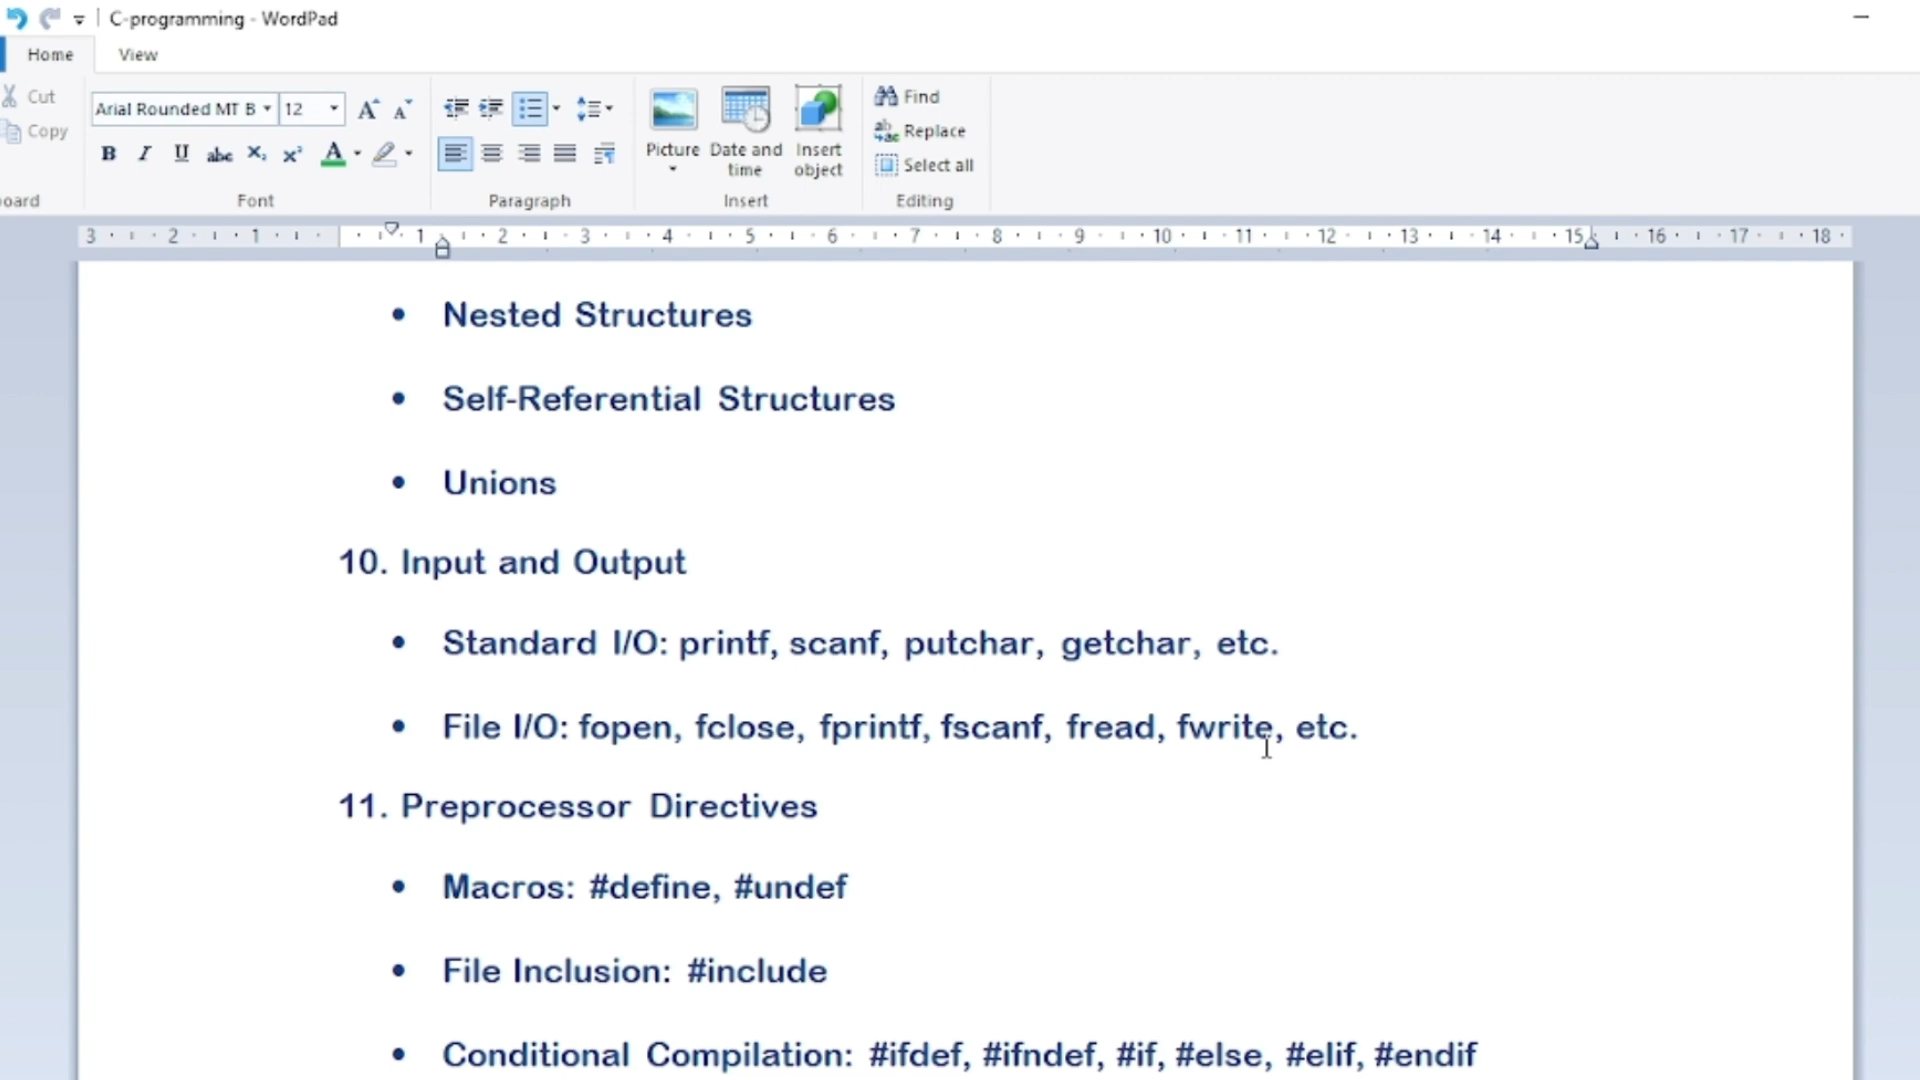 C-programming - WordPad
Home View
Cut
Copy
Arial Rounded MT B 12
B I U abc X₂ X²
Picture
Date and time
Insert object
Find
Replace
Select all
oard Font Paragraph Insert Editing
3 2 1 1 2 3 4 5 6 7 8 9 10 11 12 13 14 15 16 17 18
• Nested Structures
• Self-Referential Structures
• Unions
10. Input and Output
• Standard I/O: printf, scanf, putchar, getchar, etc.
• File I/O: fopen, fclose, fprintf, fscanf, fread, fwrite, etc.
11. Preprocessor Directives
• Macros: #define, #undef
• File Inclusion: #include
• Conditional Compilation: #ifdef, #ifndef, #if, #else, #elif, #endif